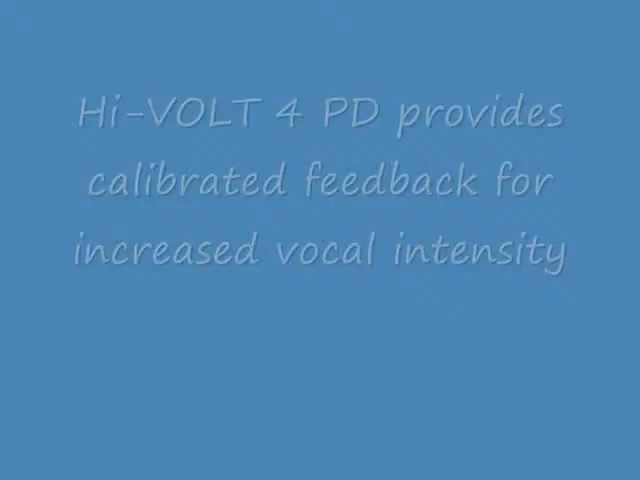 Hi-VOLT 4 PD provides
calibrated feedback for
increased vocal intensity